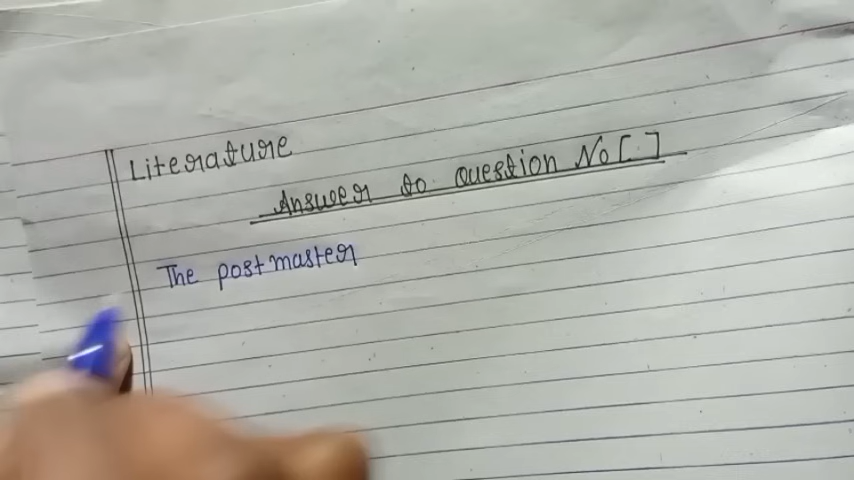 Literature
Answer to Question No [ ]
The postmaster